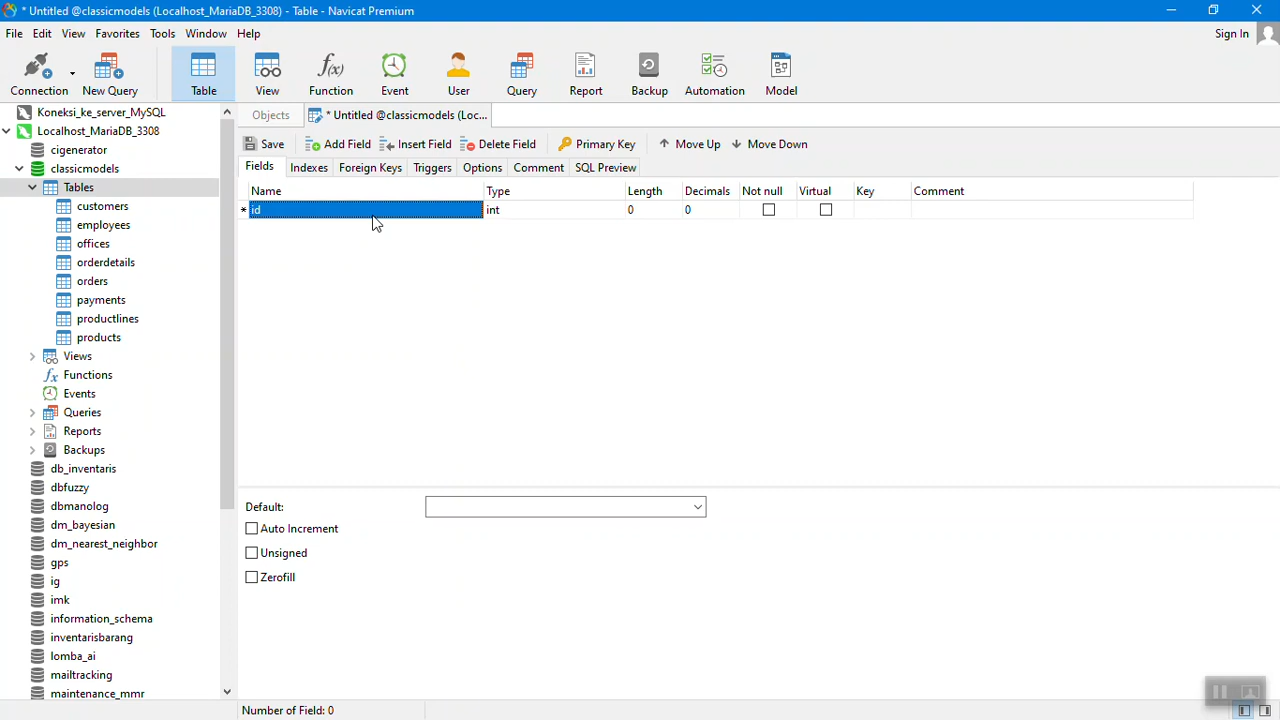 * Untitled @classicmodels (Localhost_MariaDB_3308) - Table - Navicat Premium
File Edit View Favorites Tools Window Help Sign In
Connection New Query Table View Function Event User Query Report Backup Automation Model
Koneksi_ke_server_MySQL
Localhost_MariaDB_3308
cigenerator
classicmodels
Tables
customers
employees
offices
orderdetails
orders
payments
productlines
products
Views
Functions
Events
Queries
Reports
Backups
db_inventaris
dbfuzzy
dbmanolog
dm_bayesian
dm_nearest_neighbor
gps
ig
imk
information_schema
inventarisbarang
lomba_ai
mailtracking
maintenance_mmr
Objects * Untitled @classicmodels (Loc...
Save Add Field Insert Field Delete Field Primary Key Move Up Move Down
Fields Indexes Foreign Keys Triggers Options Comment SQL Preview
Name Type Length Decimals Not null Virtual Key Comment
* id int 0 0
Default:
Auto Increment
Unsigned
Zerofill
Number of Field: 0